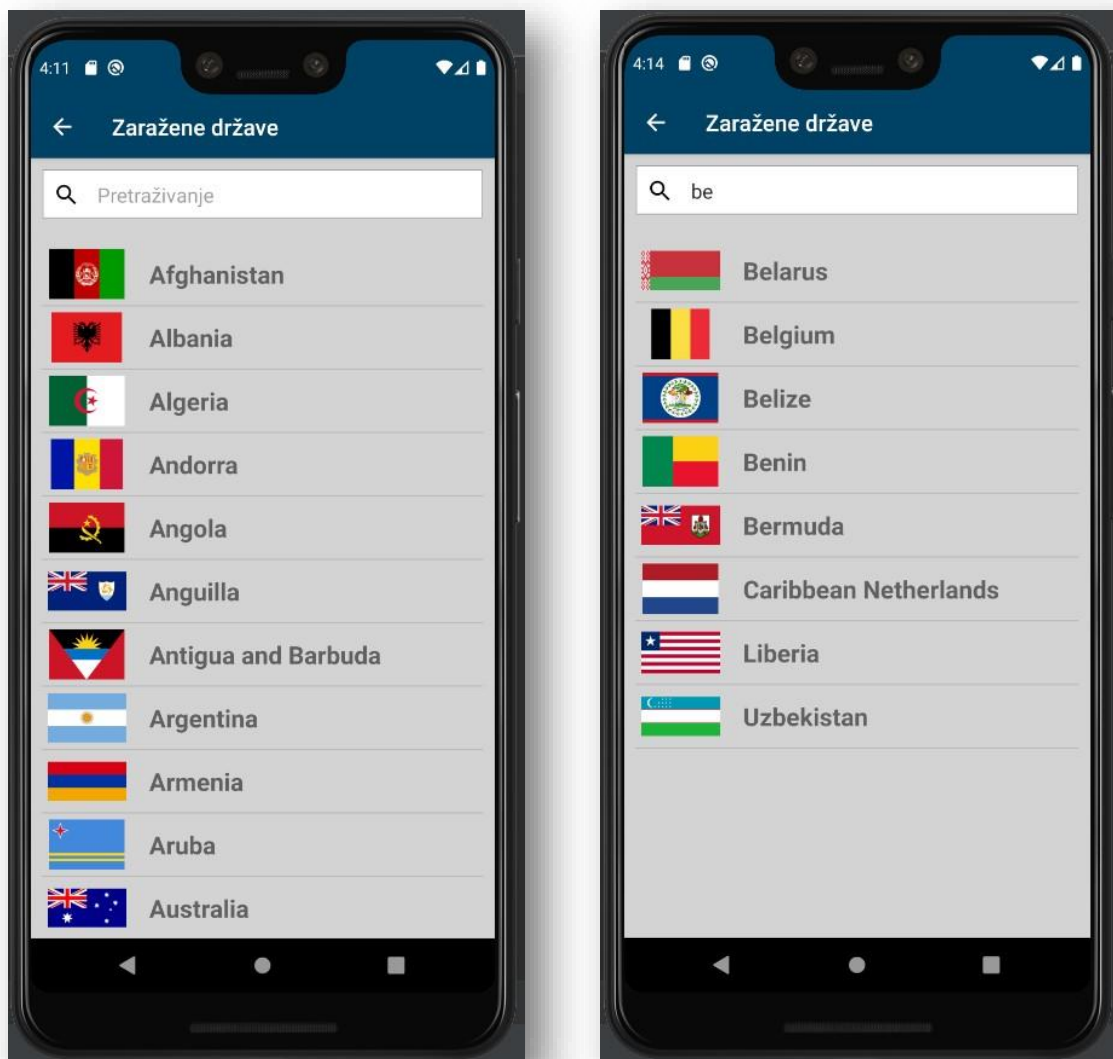 4:11
Zaražene države
Pretraživanje
Afghanistan
Albania
Algeria
Andorra
Angola
Anguilla
Antigua and Barbuda
Argentina
Armenia
Aruba
Australia
4:14
Zaražene države
be
Belarus
Belgium
Belize
Benin
Bermuda
Caribbean Netherlands
Liberia
Uzbekistan